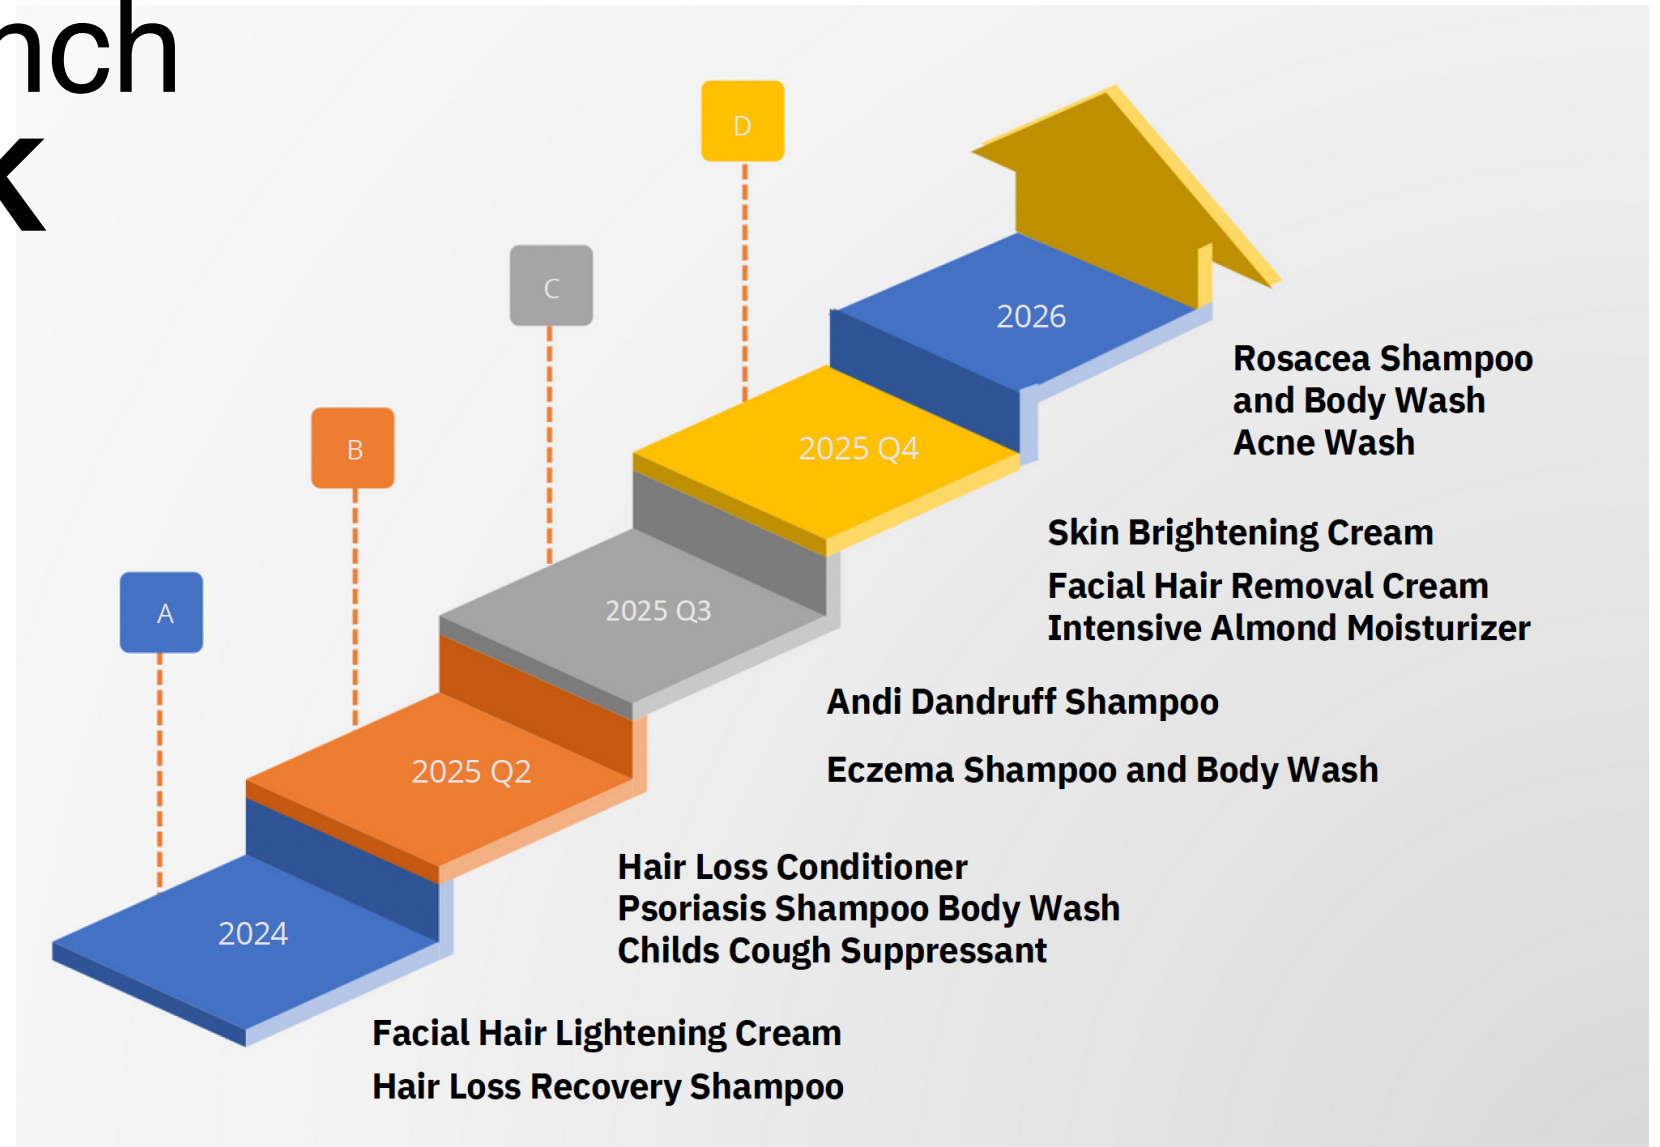 nch
k
D
C
B
A
2026
2025 Q4
2025 Q3
2025 Q2
2024
Rosacea Shampoo
and Body Wash
Acne Wash
Skin Brightening Cream
Facial Hair Removal Cream
Intensive Almond Moisturizer
Andi Dandruff Shampoo
Eczema Shampoo and Body Wash
Hair Loss Conditioner
Psoriasis Shampoo Body Wash
Childs Cough Suppressant
Facial Hair Lightening Cream
Hair Loss Recovery Shampoo